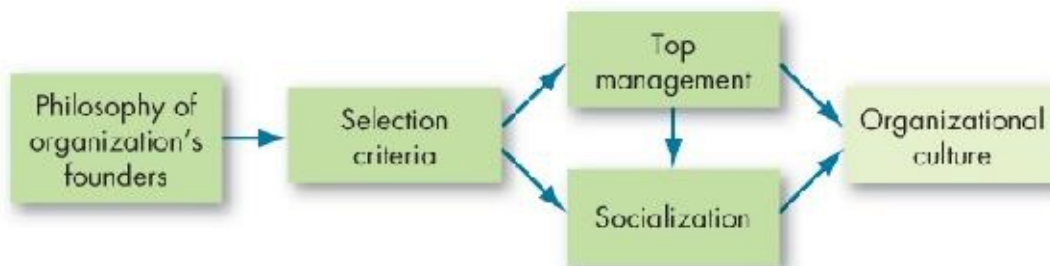 Philosophy of
organization's
founders
Selection
criteria
Top
management
Socialization
Organizational
culture